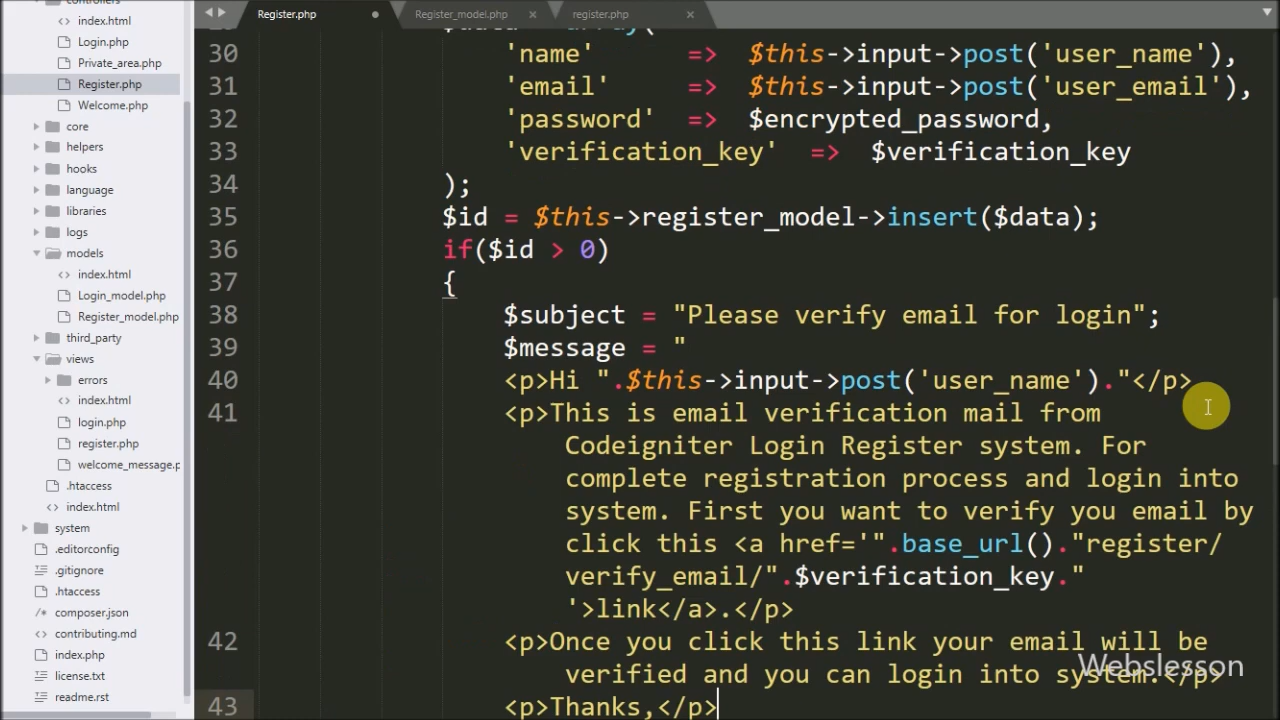 controllers
Register.php
Register_model.php
register.php
index.html
Login.php
Private_area.php
Register.php
Welcome.php
core
helpers
hooks
language
libraries
logs
models
index.html
Login_model.php
Register_model.php
third_party
views
errors
index.html
login.php
register.php
welcome_message.p
.htaccess
index.html
system
.editorconfig
.gitignore
.htaccess
composer.json
contributing.md
index.php
license.txt
readme.rst
30 'name' => $this->input->post('user_name'),
31 'email' => $this->input->post('user_email'),
32 'password' => $encrypted_password,
33 'verification_key' => $verification_key
34 );
35 $id = $this->register_model->insert($data);
36 if($id > 0)
37 {
38 $subject = "Please verify email for login";
39 $message = "
40 <p>Hi ".$this->input->post('user_name')."</p>
41 <p>This is email verification mail from
Codeigniter Login Register system. For
complete registration process and login into
system. First you want to verify you email by
click this <a href='".base_url()."register/
verify_email/".$verification_key."
'>link</a>.</p>
42 <p>Once you click this link your email will be
verified and you can login into system.</p>
43 <p>Thanks,</p>
Webslesson